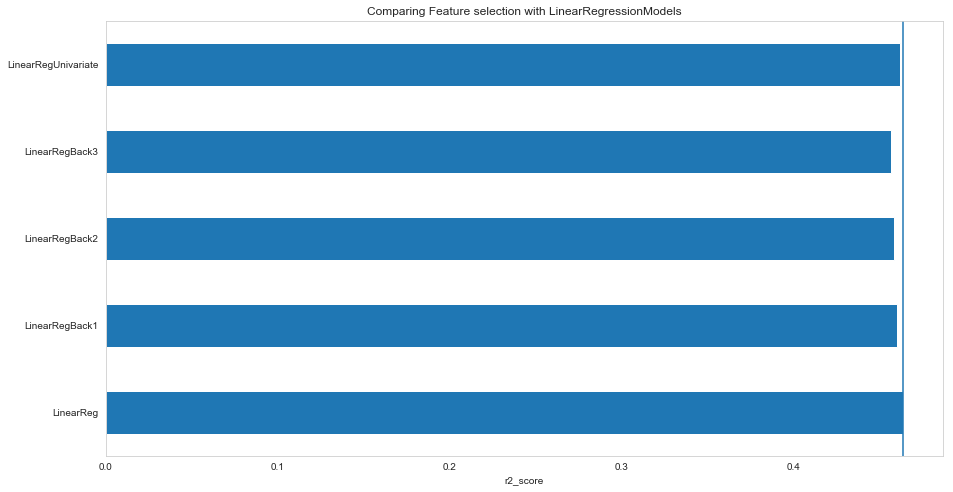 Comparing Feature selection with LinearRegressionModels
LinearRegUnivariate
LinearRegBack3
LinearRegBack2
LinearRegBack1
LinearReg
0.0 0.1 0.2 0.3 0.4
r2_score